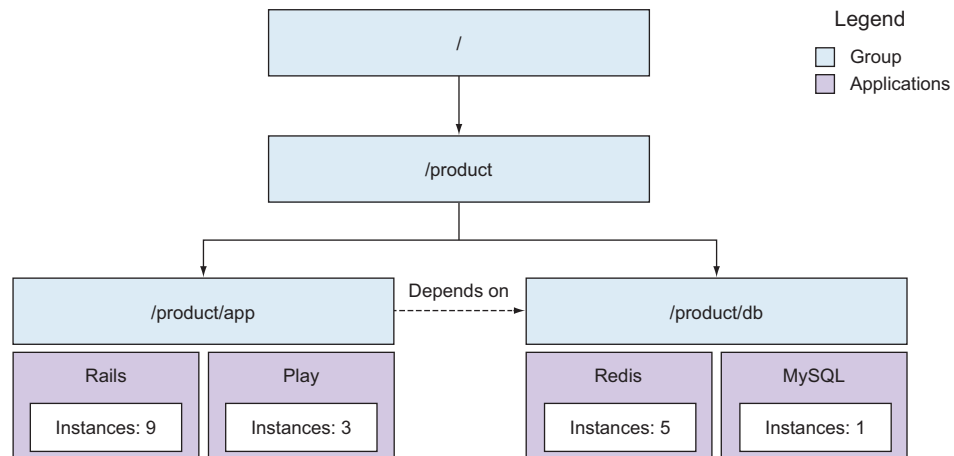 /
Legend
Group
Applications
/product
Depends on
/product/app
/product/db
Rails
Play
Redis
MySQL
Instances: 9
Instances: 3
Instances: 5
Instances: 1